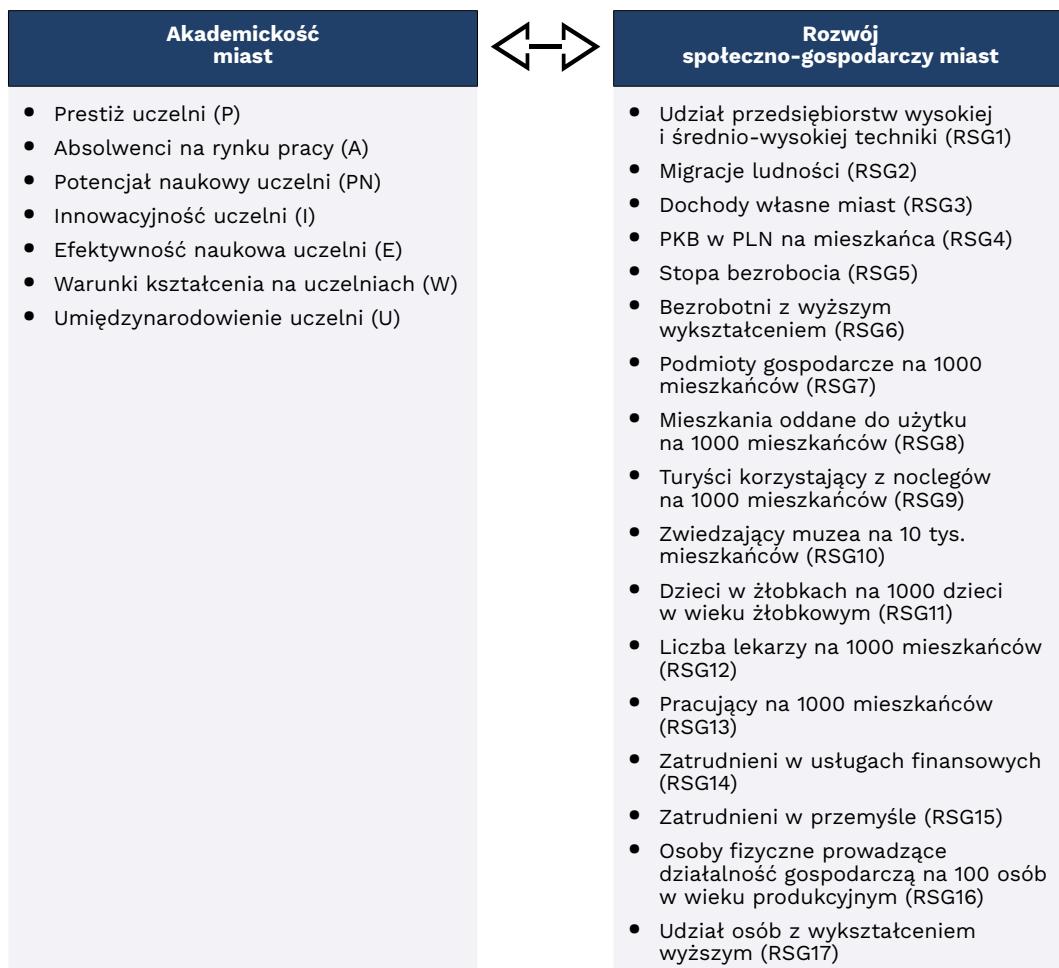 Akademickość
miast
• Prestiż uczelni (P)
• Absolwenci na rynku pracy (A)
• Potencjał naukowy uczelni (PN)
• Innowacyjność uczelni (I)
• Efektywność naukowa uczelni (E)
• Warunki kształcenia na uczelniach (W)
• Umiędzynarodowienie uczelni (U)
Rozwój
społeczno-gospodarczy miast
• Udział przedsiębiorstw wysokiej
i średnio-wysokiej techniki (RSG1)
• Migracje ludności (RSG2)
• Dochody własne miast (RSG3)
• PKB w PLN na mieszkańca (RSG4)
• Stopa bezrobocia (RSG5)
• Bezrobotni z wyższym
wykształceniem (RSG6)
• Podmioty gospodarcze na 1000
mieszkańców (RSG7)
• Mieszkania oddane do użytku
na 1000 mieszkańców (RSG8)
• Turyści korzystający z noclegów
na 1000 mieszkańców (RSG9)
• Zwiedzający muzea na 10 tys.
mieszkańców (RSG10)
• Dzieci w żłobkach na 1000 dzieci
w wieku żłobkowym (RSG11)
• Liczba lekarzy na 1000 mieszkańców
(RSG12)
• Pracujący na 1000 mieszkańców
(RSG13)
• Zatrudnieni w usługach finansowych
(RSG14)
• Zatrudnieni w przemyśle (RSG15)
• Osoby fizyczne prowadzące
działalność gospodarczą na 100 osób
w wieku produkcyjnym (RSG16)
• Udział osób z wykształceniem
wyższym (RSG17)